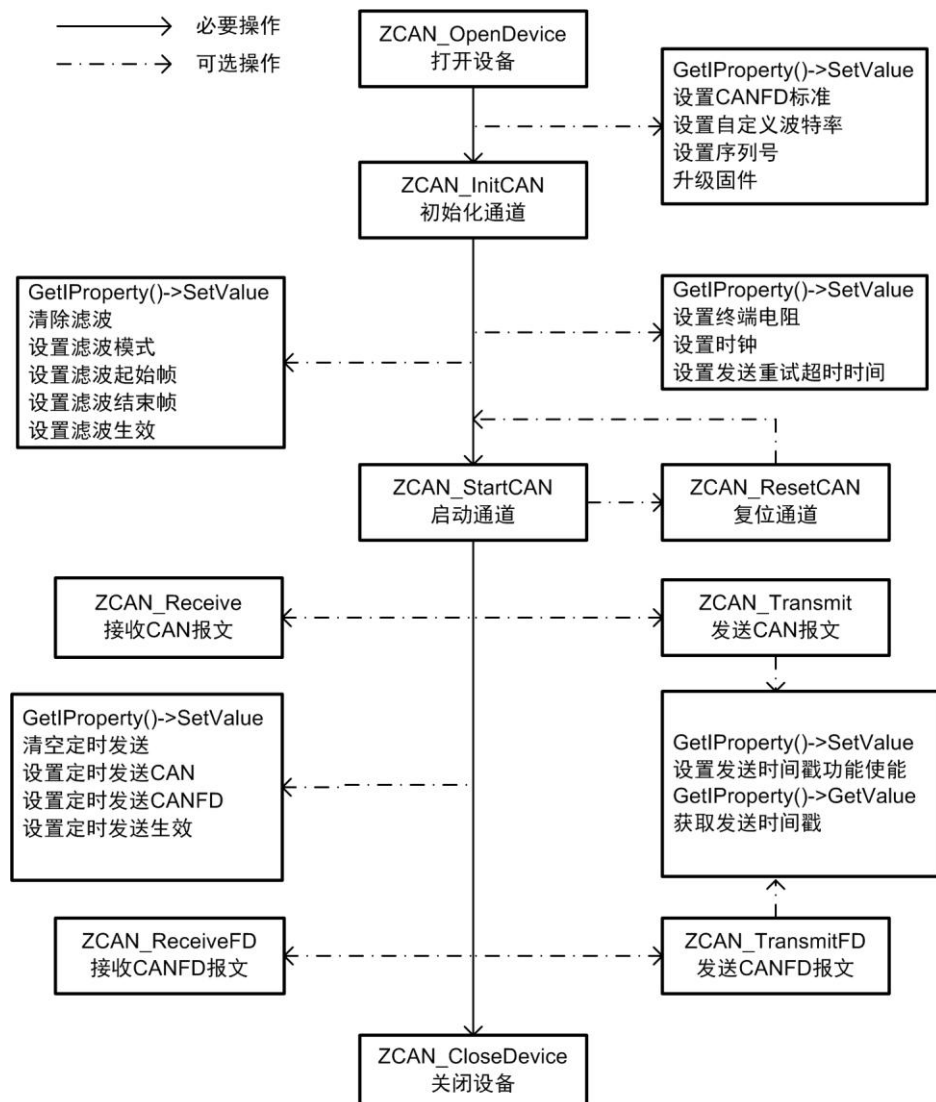 必要操作
可选操作
ZCAN_OpenDevice
打开设备
GetIProperty()->SetValue
设置CANFD标准
设置自定义波特率
设置序列号
升级固件
ZCAN_InitCAN
初始化通道
GetIProperty()->SetValue
清除滤波
设置滤波模式
设置滤波起始帧
设置滤波结束帧
设置滤波生效
GetIProperty()->SetValue
设置终端电阻
设置时钟
设置发送重试超时时间
ZCAN_StartCAN
启动通道
ZCAN_ResetCAN
复位通道
ZCAN_Receive
接收CAN报文
ZCAN_Transmit
发送CAN报文
GetIProperty()->SetValue
清空定时发送
设置定时发送CAN
设置定时发送CANFD
设置定时发送生效
GetIProperty()->SetValue
设置发送时间戳功能使能
GetIProperty()->GetValue
获取发送时间戳
ZCAN_ReceiveFD
接收CANFD报文
ZCAN_TransmitFD
发送CANFD报文
ZCAN_CloseDevice
关闭设备